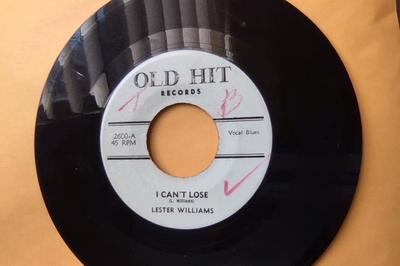 OLD HIT
RECORDS
2600-A
45 RPM
Vocal Blues
I CAN'T LOSE
(L. Williams)
LESTER WILLIAMS